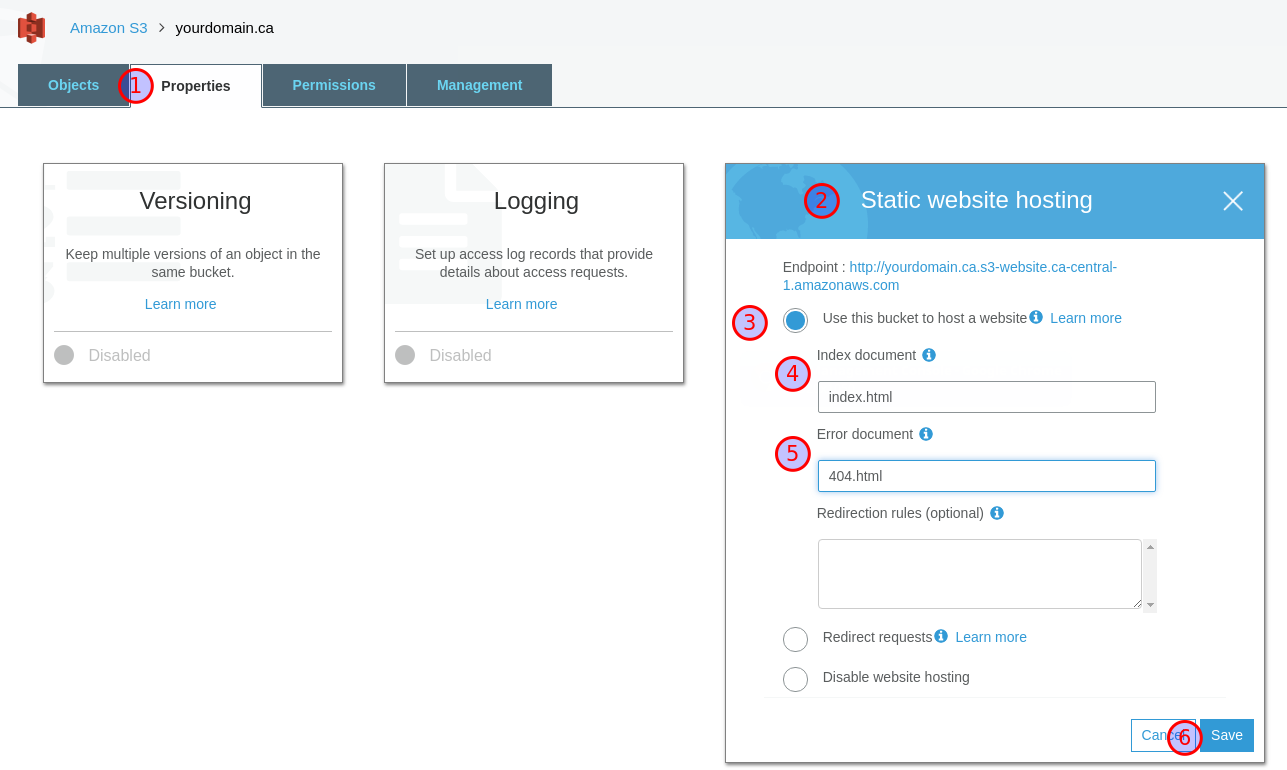 Amazon S3 > yourdomain.ca
Objects 1 Properties Permissions Management
Versioning
Keep multiple versions of an object in the
same bucket.
Learn more
Disabled
Logging
Set up access log records that provide
details about access requests.
Learn more
Disabled
2 Static website hosting
Endpoint : http://yourdomain.ca.s3-website.ca-central-
1.amazonaws.com
3 Use this bucket to host a website Learn more
Index document
4
index.html
Error document
5
404.html
Redirection rules (optional)
Redirect requests Learn more
Disable website hosting
Cancel 6 Save